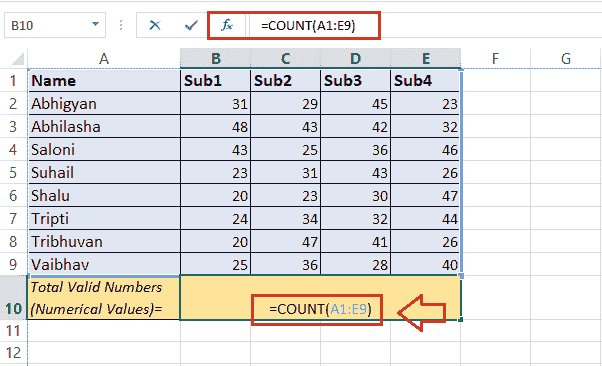 B10 fx =COUNT(A1:E9)
A B C D E F G
1 Name Sub1 Sub2 Sub3 Sub4
2 Abhigyan 31 29 45 23
3 Abhilasha 48 43 42 32
4 Saloni 43 25 36 46
5 Suhail 23 31 43 26
6 Shalu 20 23 30 47
7 Tripti 24 34 32 44
8 Tribhuvan 20 47 41 26
9 Vaibhav 25 36 28 40
Total Valid Numbers
10 (Numerical Values)= =COUNT(A1:E9)
11
12